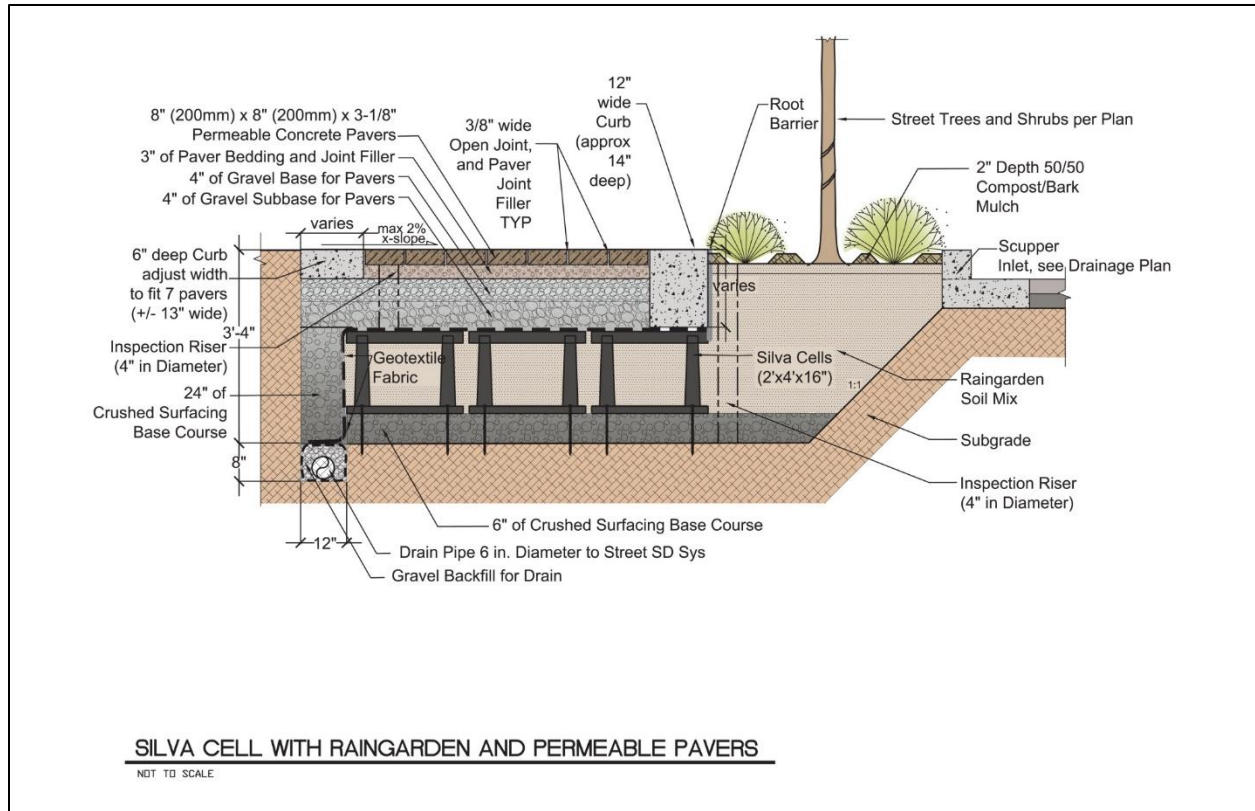 8" (200mm) x 8" (200mm) x 3-1/8"
Permeable Concrete Pavers
3" of Paver Bedding and Joint Filler
4" of Gravel Base for Pavers
4" of Gravel Subbase for Pavers
3/8" wide
Open Joint,
and Paver
Joint
Filler
TYP
12"
wide
Curb
(approx
14"
deep)
Root
Barrier
Street Trees and Shrubs per Plan
2" Depth 50/50
Compost/Bark
Mulch
varies
max 2%
x-slope
6" deep Curb
adjust width
to fit 7 pavers
(+/- 13" wide)
Scupper
Inlet, see Drainage Plan
varies
3'-4"
Inspection Riser
(4" in Diameter)
24" of
Crushed Surfacing
Base Course
Geotextile
Fabric
Silva Cells
(2'x4'x16")
1:1
Raingarden
Soil Mix
Subgrade
Inspection Riser
(4" in Diameter)
8"
12"
6" of Crushed Surfacing Base Course
Drain Pipe 6 in. Diameter to Street SD Sys
Gravel Backfill for Drain
SILVA CELL WITH RAINGARDEN AND PERMEABLE PAVERS
NOT TO SCALE